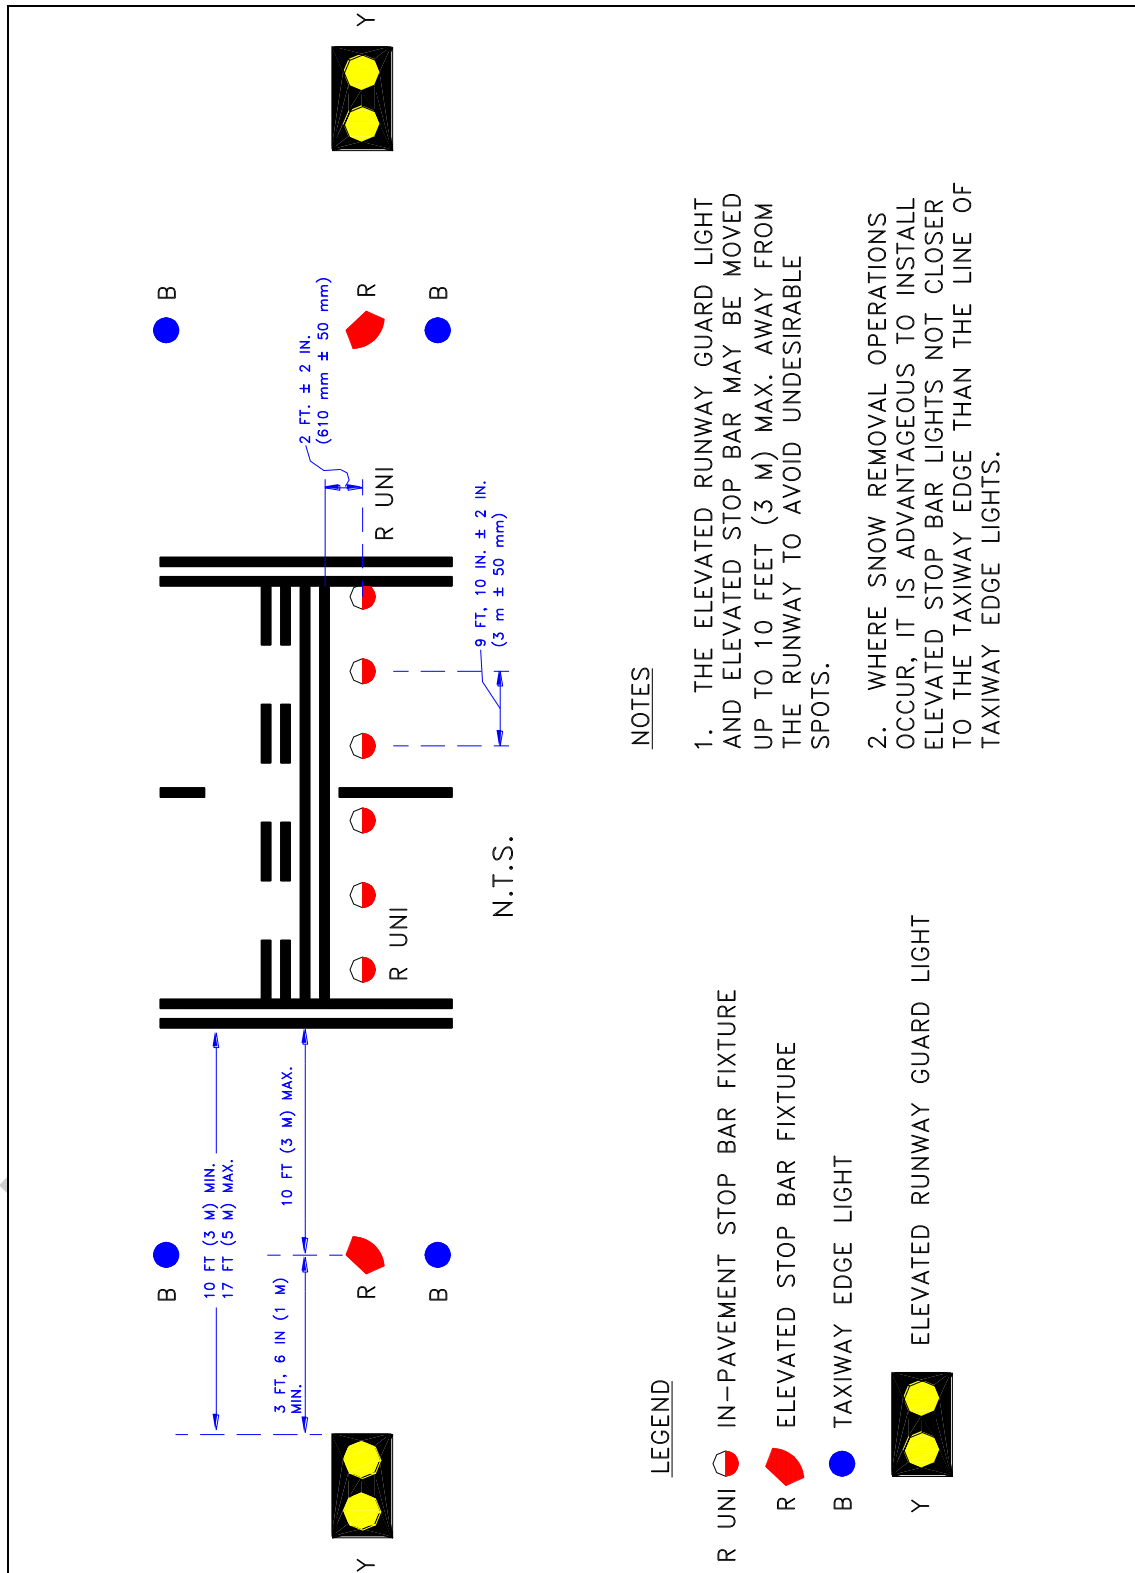 Y
B
10 FT (3 M) MIN.
17 FT (5 M) MAX.
3 FT, 6 IN (1 M)
MIN.
10 FT (3 M) MAX.
R
B
R UNI
N.T.S.
R UNI
9 FT, 10 IN. ± 2 IN.
(3 m ± 50 mm)
2 FT. ± 2 IN.
(610 mm ± 50 mm)
B
R
B
Y
LEGEND
R UNI IN-PAVEMENT STOP BAR FIXTURE
R ELEVATED STOP BAR FIXTURE
B TAXIWAY EDGE LIGHT
Y ELEVATED RUNWAY GUARD LIGHT
NOTES
1. THE ELEVATED RUNWAY GUARD LIGHT
AND ELEVATED STOP BAR MAY BE MOVED
UP TO 10 FEET (3 M) MAX. AWAY FROM
THE RUNWAY TO AVOID UNDESIRABLE
SPOTS.
2. WHERE SNOW REMOVAL OPERATIONS
OCCUR, IT IS ADVANTAGEOUS TO INSTALL
ELEVATED STOP BAR LIGHTS NOT CLOSER
TO THE TAXIWAY EDGE THAN THE LINE OF
TAXIWAY EDGE LIGHTS.